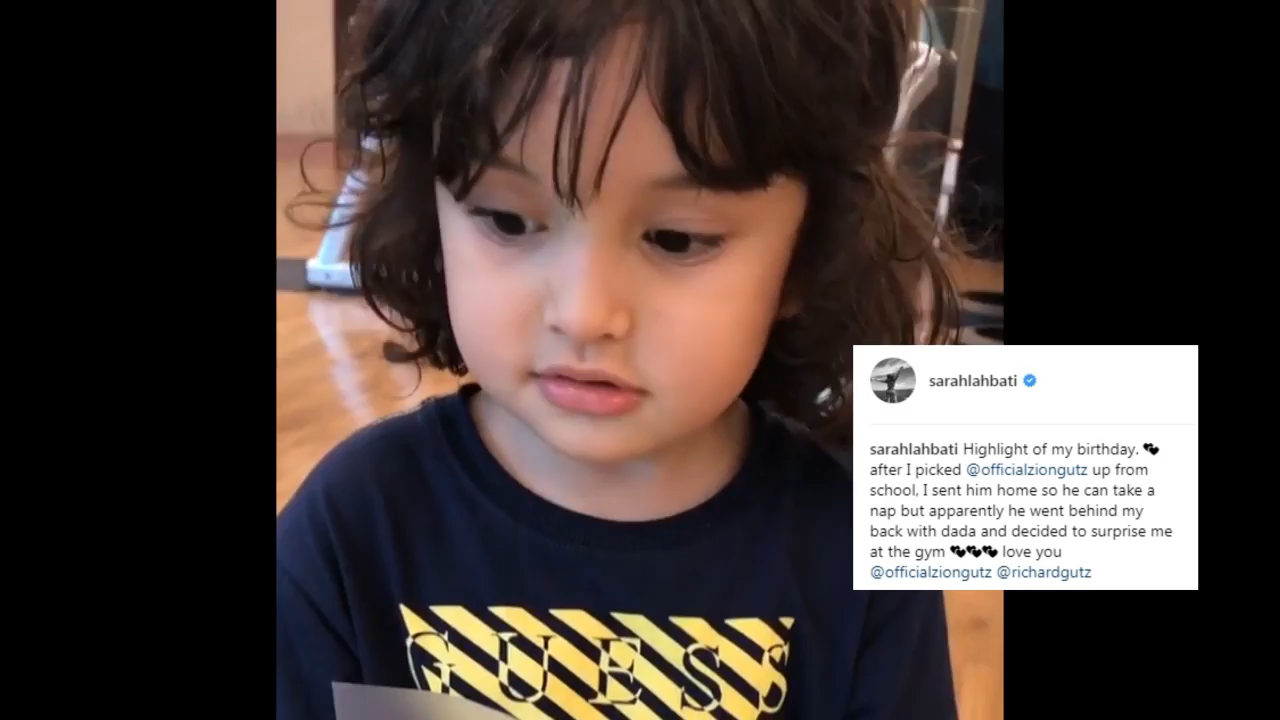 sarahlahbati
sarahlahbati Highlight of my birthday. 🖤
after I picked @officialziongutz up from
school, I sent him home so he can take a
nap but apparently he went behind my
back with dada and decided to surprise me
at the gym 🖤🖤🖤 love you
@officialziongutz @richardgutz
GUESS